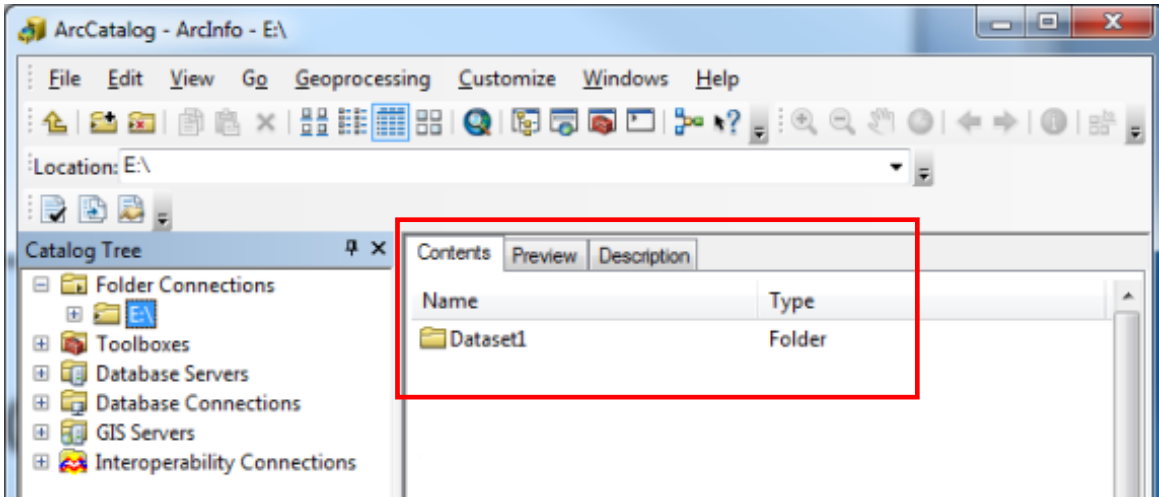 ArcCatalog - ArcInfo - E:\
File Edit View Go Geoprocessing Customize Windows Help
Location: E:\
Catalog Tree
Contents Preview Description
Folder Connections
E:\
Toolboxes
Database Servers
Database Connections
GIS Servers
Interoperability Connections
Name Type
Dataset1 Folder